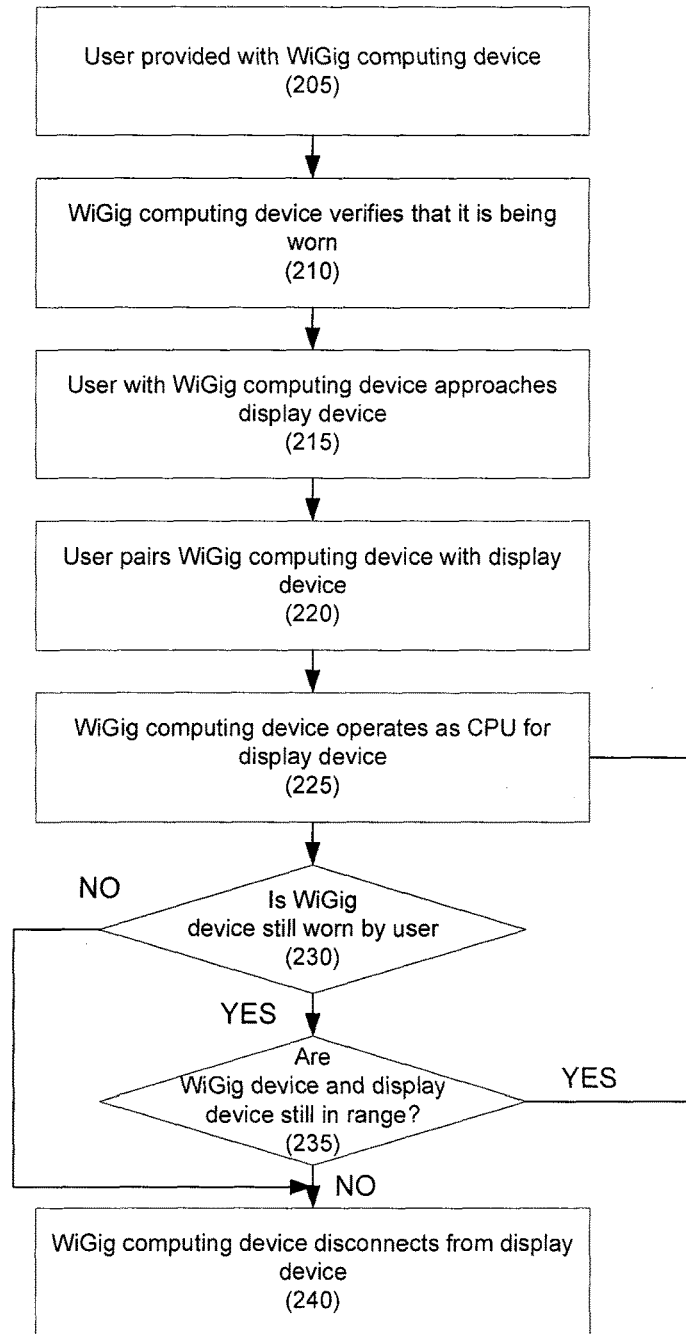 User provided with WiGig computing device
(205)
WiGig computing device verifies that it is being
worn
(210)
User with WiGig computing device approaches
display device
(215)
User pairs WiGig computing device with display
device
(220)
WiGig computing device operates as CPU for
display device
(225)
NO
Is WiGig
device still worn by user
(230)
YES
Are
WiGig device and display
device still in range?
(235)
YES
NO
WiGig computing device disconnects from display
device
(240)